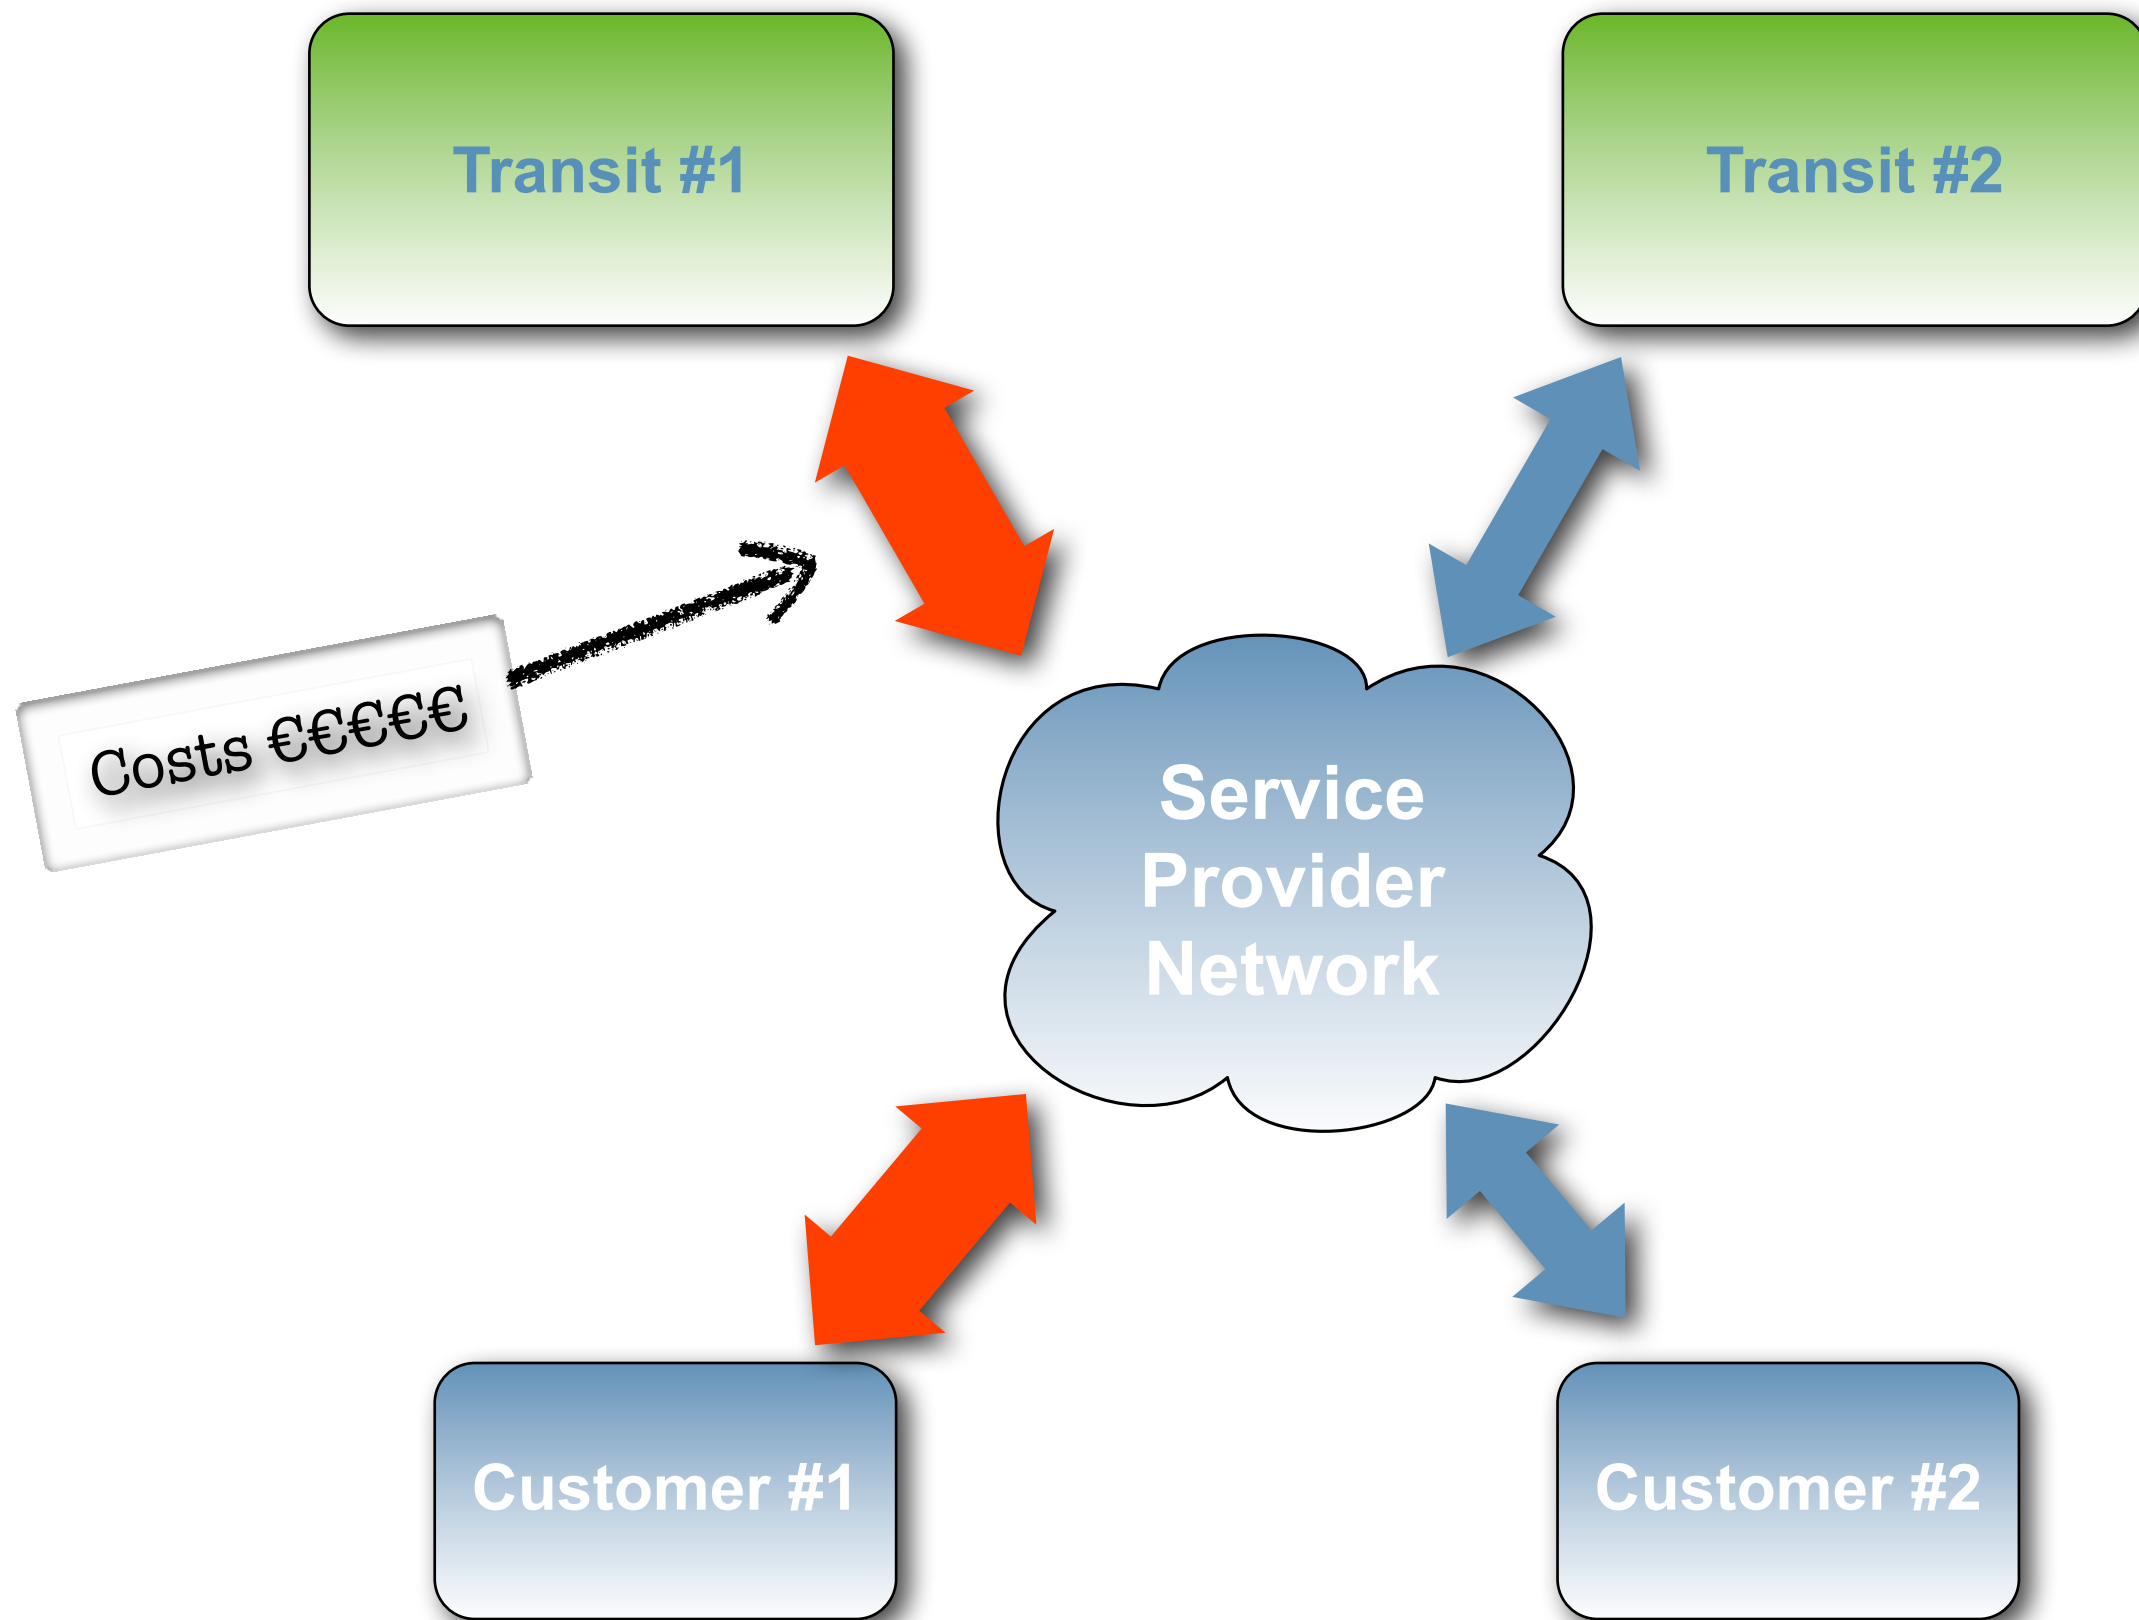 Transit #1
Transit #2
Costs €€€€€
Service
Provider
Network
Customer #1
Customer #2